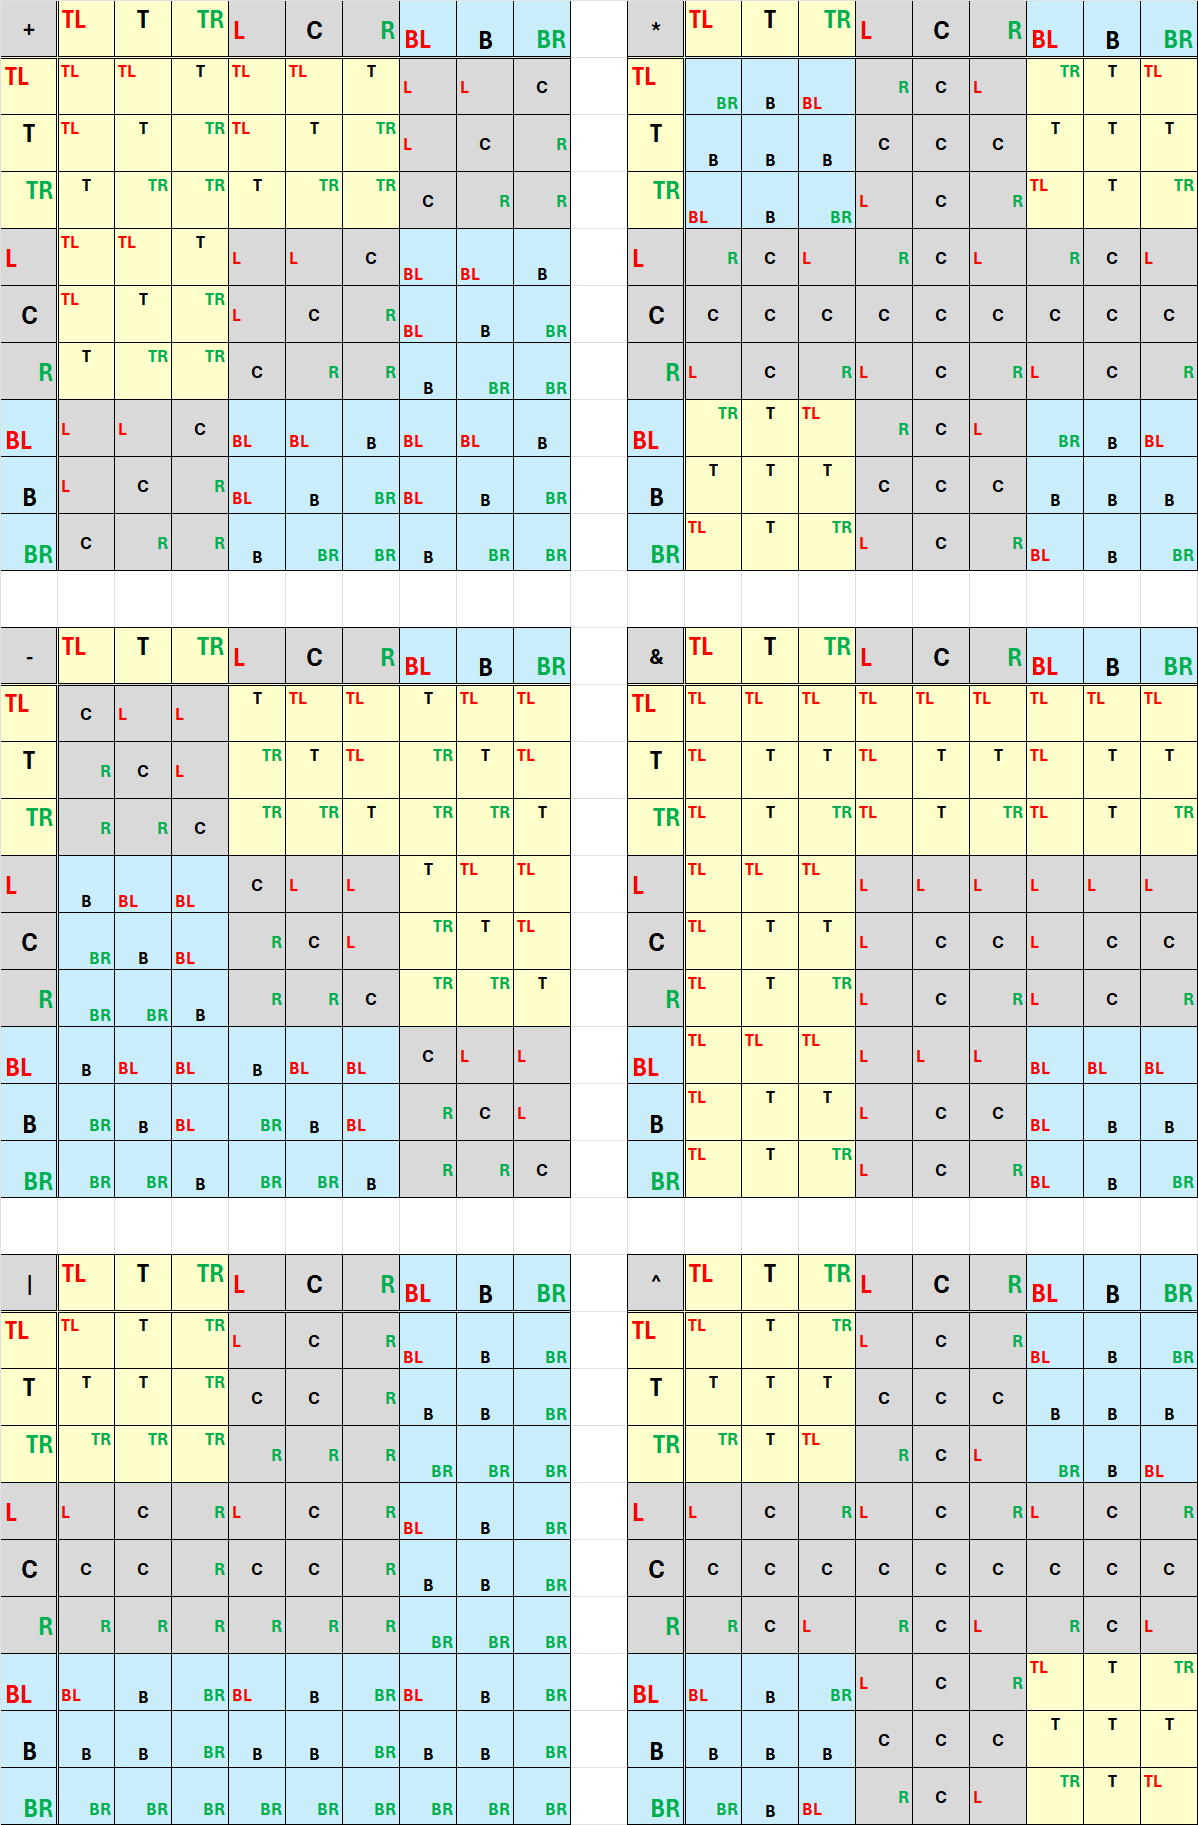 + TL T TR L C R BL B BR
TL TL TL T TL TL T L L C
T TL T TR TL T TR L C R
TR T TR TR T TR TR C R R
L TL TL T L L C BL BL B
C TL T TR L C R BL B BR
R T TR TR C R R B BR BR
BL L L C BL BL B BL BL B
B L C R BL B BR BL B BR
BR C R R B BR BR B BR BR
* TL T TR L C R BL B BR
TL BR B BL R C L TR T TL
T B B B C C C T T T
TR BL B BR L C R TL T TR
L R C L R C L R C L
C C C C C C C C C C
R L C R L C R L C R
BL TR T TL R C L BR B BL
B T T T C C C B B B
BR TL T TR L C R BL B BR
- TL T TR L C R BL B BR
TL C L L T TL TL T TL TL
T R C L TR T TL TR T TL
TR R R C TR TR T TR TR T
L B BL BL C L L T TL TL
C BR B BL R C L TR T TL
R BR BR B R R C TR TR T
BL B BL BL B BL BL C L L
B BR B BL BR B BL R C L
BR BR BR B BR BR B R R C
& TL T TR L C R BL B BR
TL TL TL TL TL TL TL TL TL TL
T TL T T TL T T TL T T
TR TL T TR TL T TR TL T TR
L TL TL TL L L L L L L
C TL T T L C C L C C
R TL T TR L C R L C R
BL TL TL TL L L L BL BL BL
B TL T T L C C BL B B
BR TL T TR L C R BL B BR
| TL T TR L C R BL B BR
TL TL T TR L C R BL B BR
T T T TR C C R B B BR
TR TR TR TR R R R BR BR BR
L L C R L C R BL B BR
C C C R C C R B B BR
R R R R R R R BR BR BR
BL BL B BR BL B BR BL B BR
B B B BR B B BR B B BR
BR BR BR BR BR BR BR BR BR BR
^ TL T TR L C R BL B BR
TL TL T TR L C R BL B BR
T T T T C C C B B B
TR TR T TL R C L BR B BL
L L C R L C R L C R
C C C C C C C C C C
R R C L R C L R C L
BL BL B BR L C R TL T TR
B B B B C C C T T T
BR BR B BL R C L TR T TL